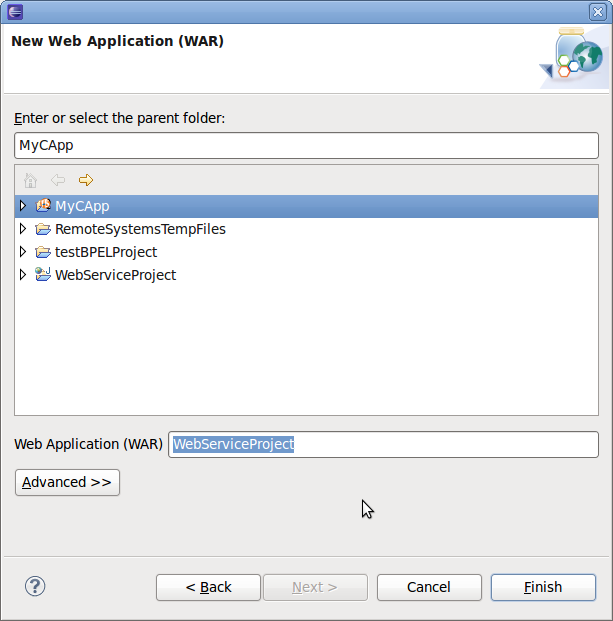 New Web Application (WAR)
Enter or select the parent folder:
MyCApp
MyCApp
RemoteSystemsTempFiles
testBPELProject
WebServiceProject
Web Application (WAR) WebServiceProject
Advanced >>
? < Back Next > Cancel Finish